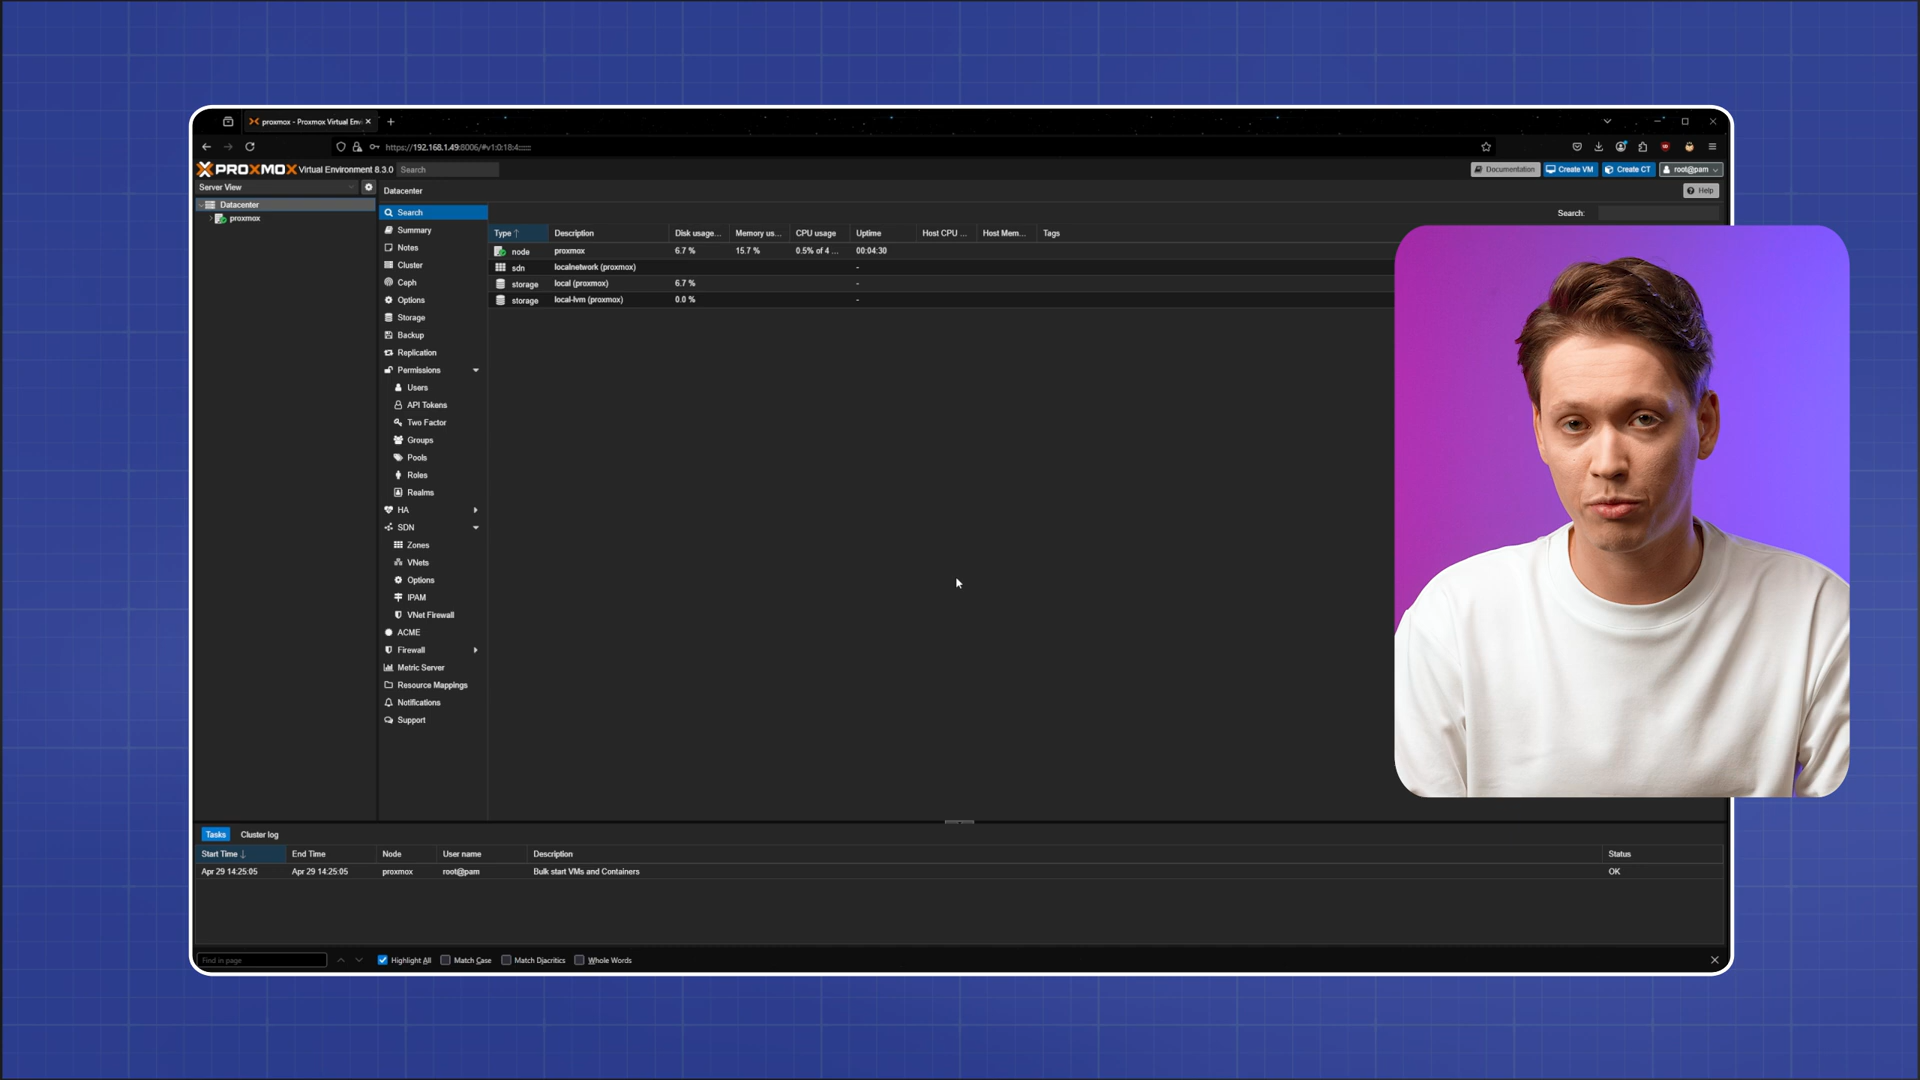 proxmox - Proxmox Virtual Envi
https://192.168.1.49:8006/#v1:0:18:4::::::
PROXMOX Virtual Environment 8.3.0 Search Documentation Create VM Create CT root@pam
Server View Datacenter Help
Datacenter
proxmox
Search
Summary
Notes
Cluster
Ceph
Options
Storage
Backup
Replication
Permissions
Users
API Tokens
Two Factor
Groups
Pools
Roles
Realms
HA
SDN
Zones
VNets
Options
IPAM
VNet Firewall
ACME
Firewall
Metric Server
Resource Mappings
Notifications
Support
Search:
Type Description Disk usage... Memory us... CPU usage Uptime Host CPU ... Host Mem... Tags
node proxmox 6.7 % 15.7 % 0.5% of 4 ... 00:04:30
sdn localnetwork (proxmox) -
storage local (proxmox) 6.7 % -
storage local-lvm (proxmox) 0.0 % -
Tasks Cluster log
Start Time End Time Node User name Description Status
Apr 29 14:25:05 Apr 29 14:25:05 proxmox root@pam Bulk start VMs and Containers OK
Find in page Highlight All Match Case Match Diacritics Whole Words